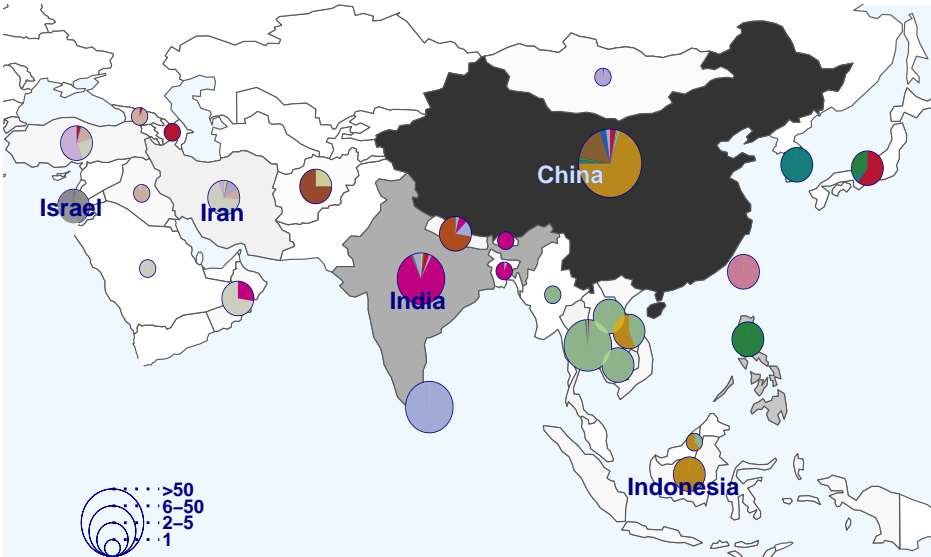 China
Israel
Iran
India
Indonesia
>50
6–50
2–5
1